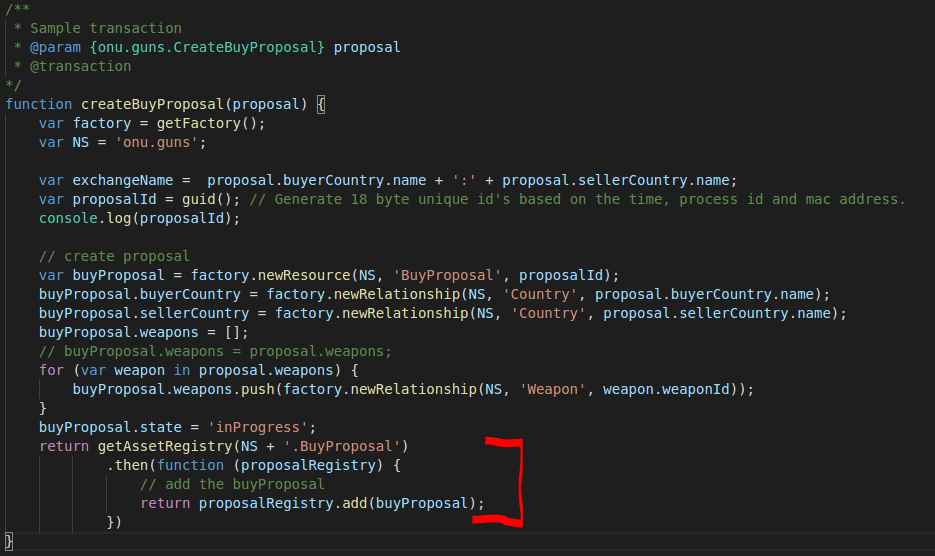 /**
 * Sample transaction
 * @param {onu.guns.CreateBuyProposal} proposal
 * @transaction
*/
function createBuyProposal(proposal) {
    var factory = getFactory();
    var NS = 'onu.guns';

    var exchangeName =  proposal.buyerCountry.name + ':' + proposal.sellerCountry.name;
    var proposalId = guid(); // Generate 18 byte unique id's based on the time, process id and mac address.
    console.log(proposalId);

    // create proposal
    var buyProposal = factory.newResource(NS, 'BuyProposal', proposalId);
    buyProposal.buyerCountry = factory.newRelationship(NS, 'Country', proposal.buyerCountry.name);
    buyProposal.sellerCountry = factory.newRelationship(NS, 'Country', proposal.sellerCountry.name);
    buyProposal.weapons = [];
    // buyProposal.weapons = proposal.weapons;
    for (var weapon in proposal.weapons) {
        buyProposal.weapons.push(factory.newRelationship(NS, 'Weapon', weapon.weaponId));
    }
    buyProposal.state = 'inProgress';
    return getAssetRegistry(NS + '.BuyProposal')
            .then(function (proposalRegistry) {
                // add the buyProposal
                return proposalRegistry.add(buyProposal);
            })
}